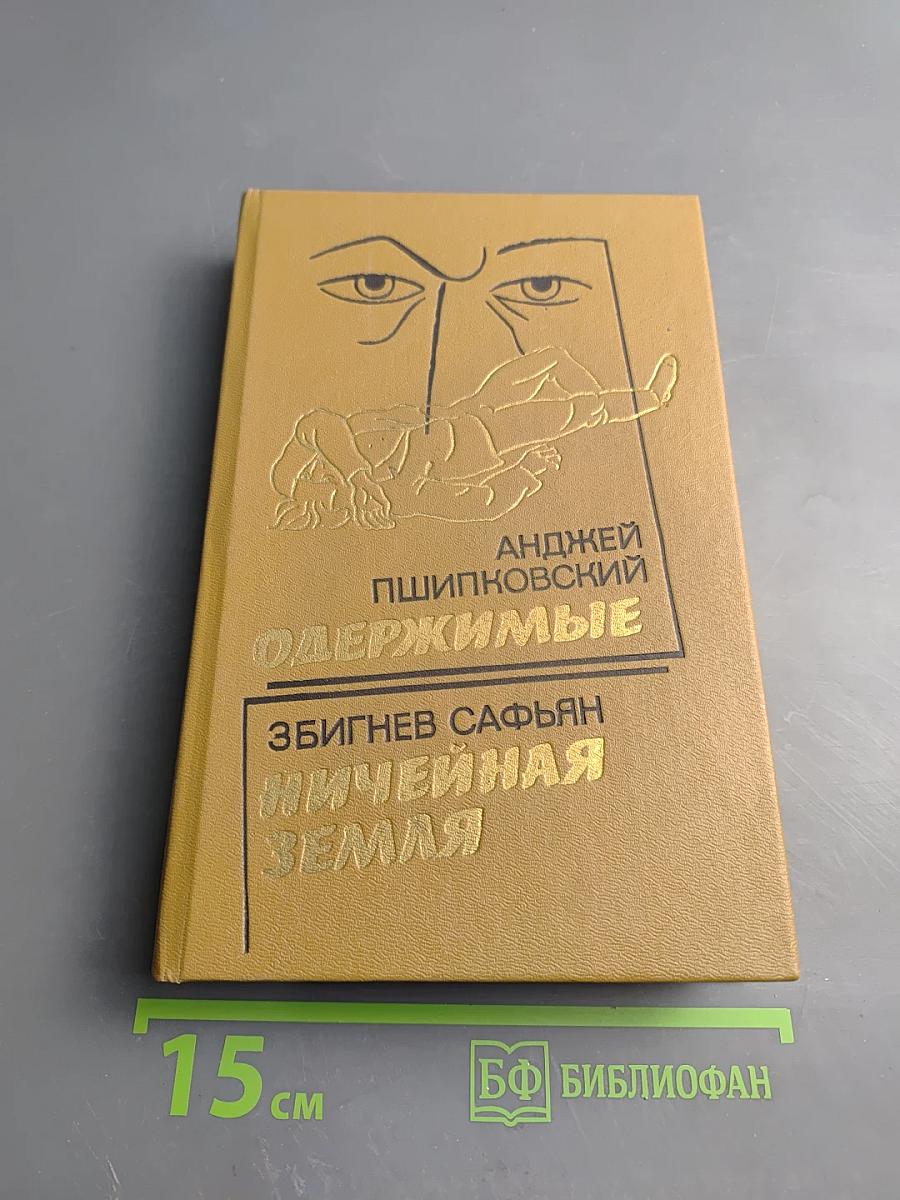 АНДЖЕЙ
ПШИПКОВСКИЙ
ОДЕРЖИМЫЕ
ЗБИГНЕВ САФЬЯН
НИЧЕЙНАЯ
ЗЕМЛЯ
15 см
БФ БИБЛИОФАН